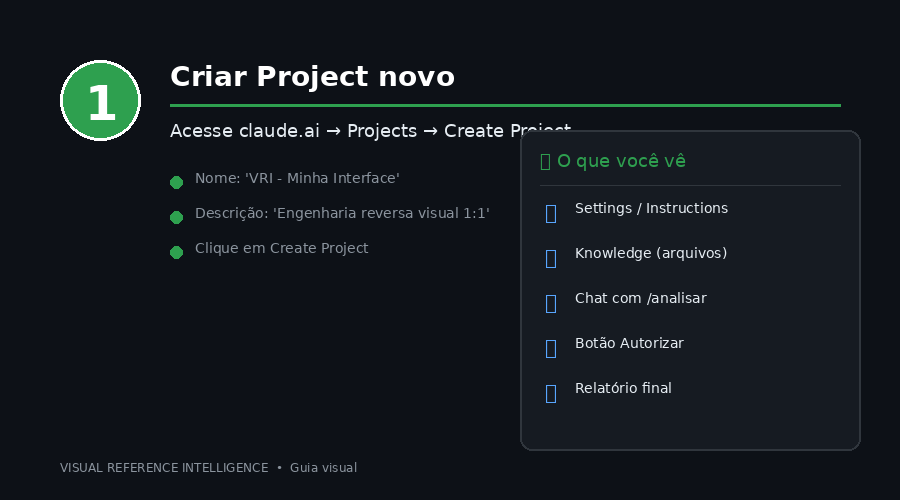 1
Criar Project novo
Acesse claude.ai → Projects → Create Project
Nome: 'VRI - Minha Interface'
Descrição: 'Engenharia reversa visual 1:1'
Clique em Create Project
O que você vê
Settings / Instructions
Knowledge (arquivos)
Chat com /analisar
Botão Autorizar
Relatório final
VISUAL REFERENCE INTELLIGENCE • Guia visual